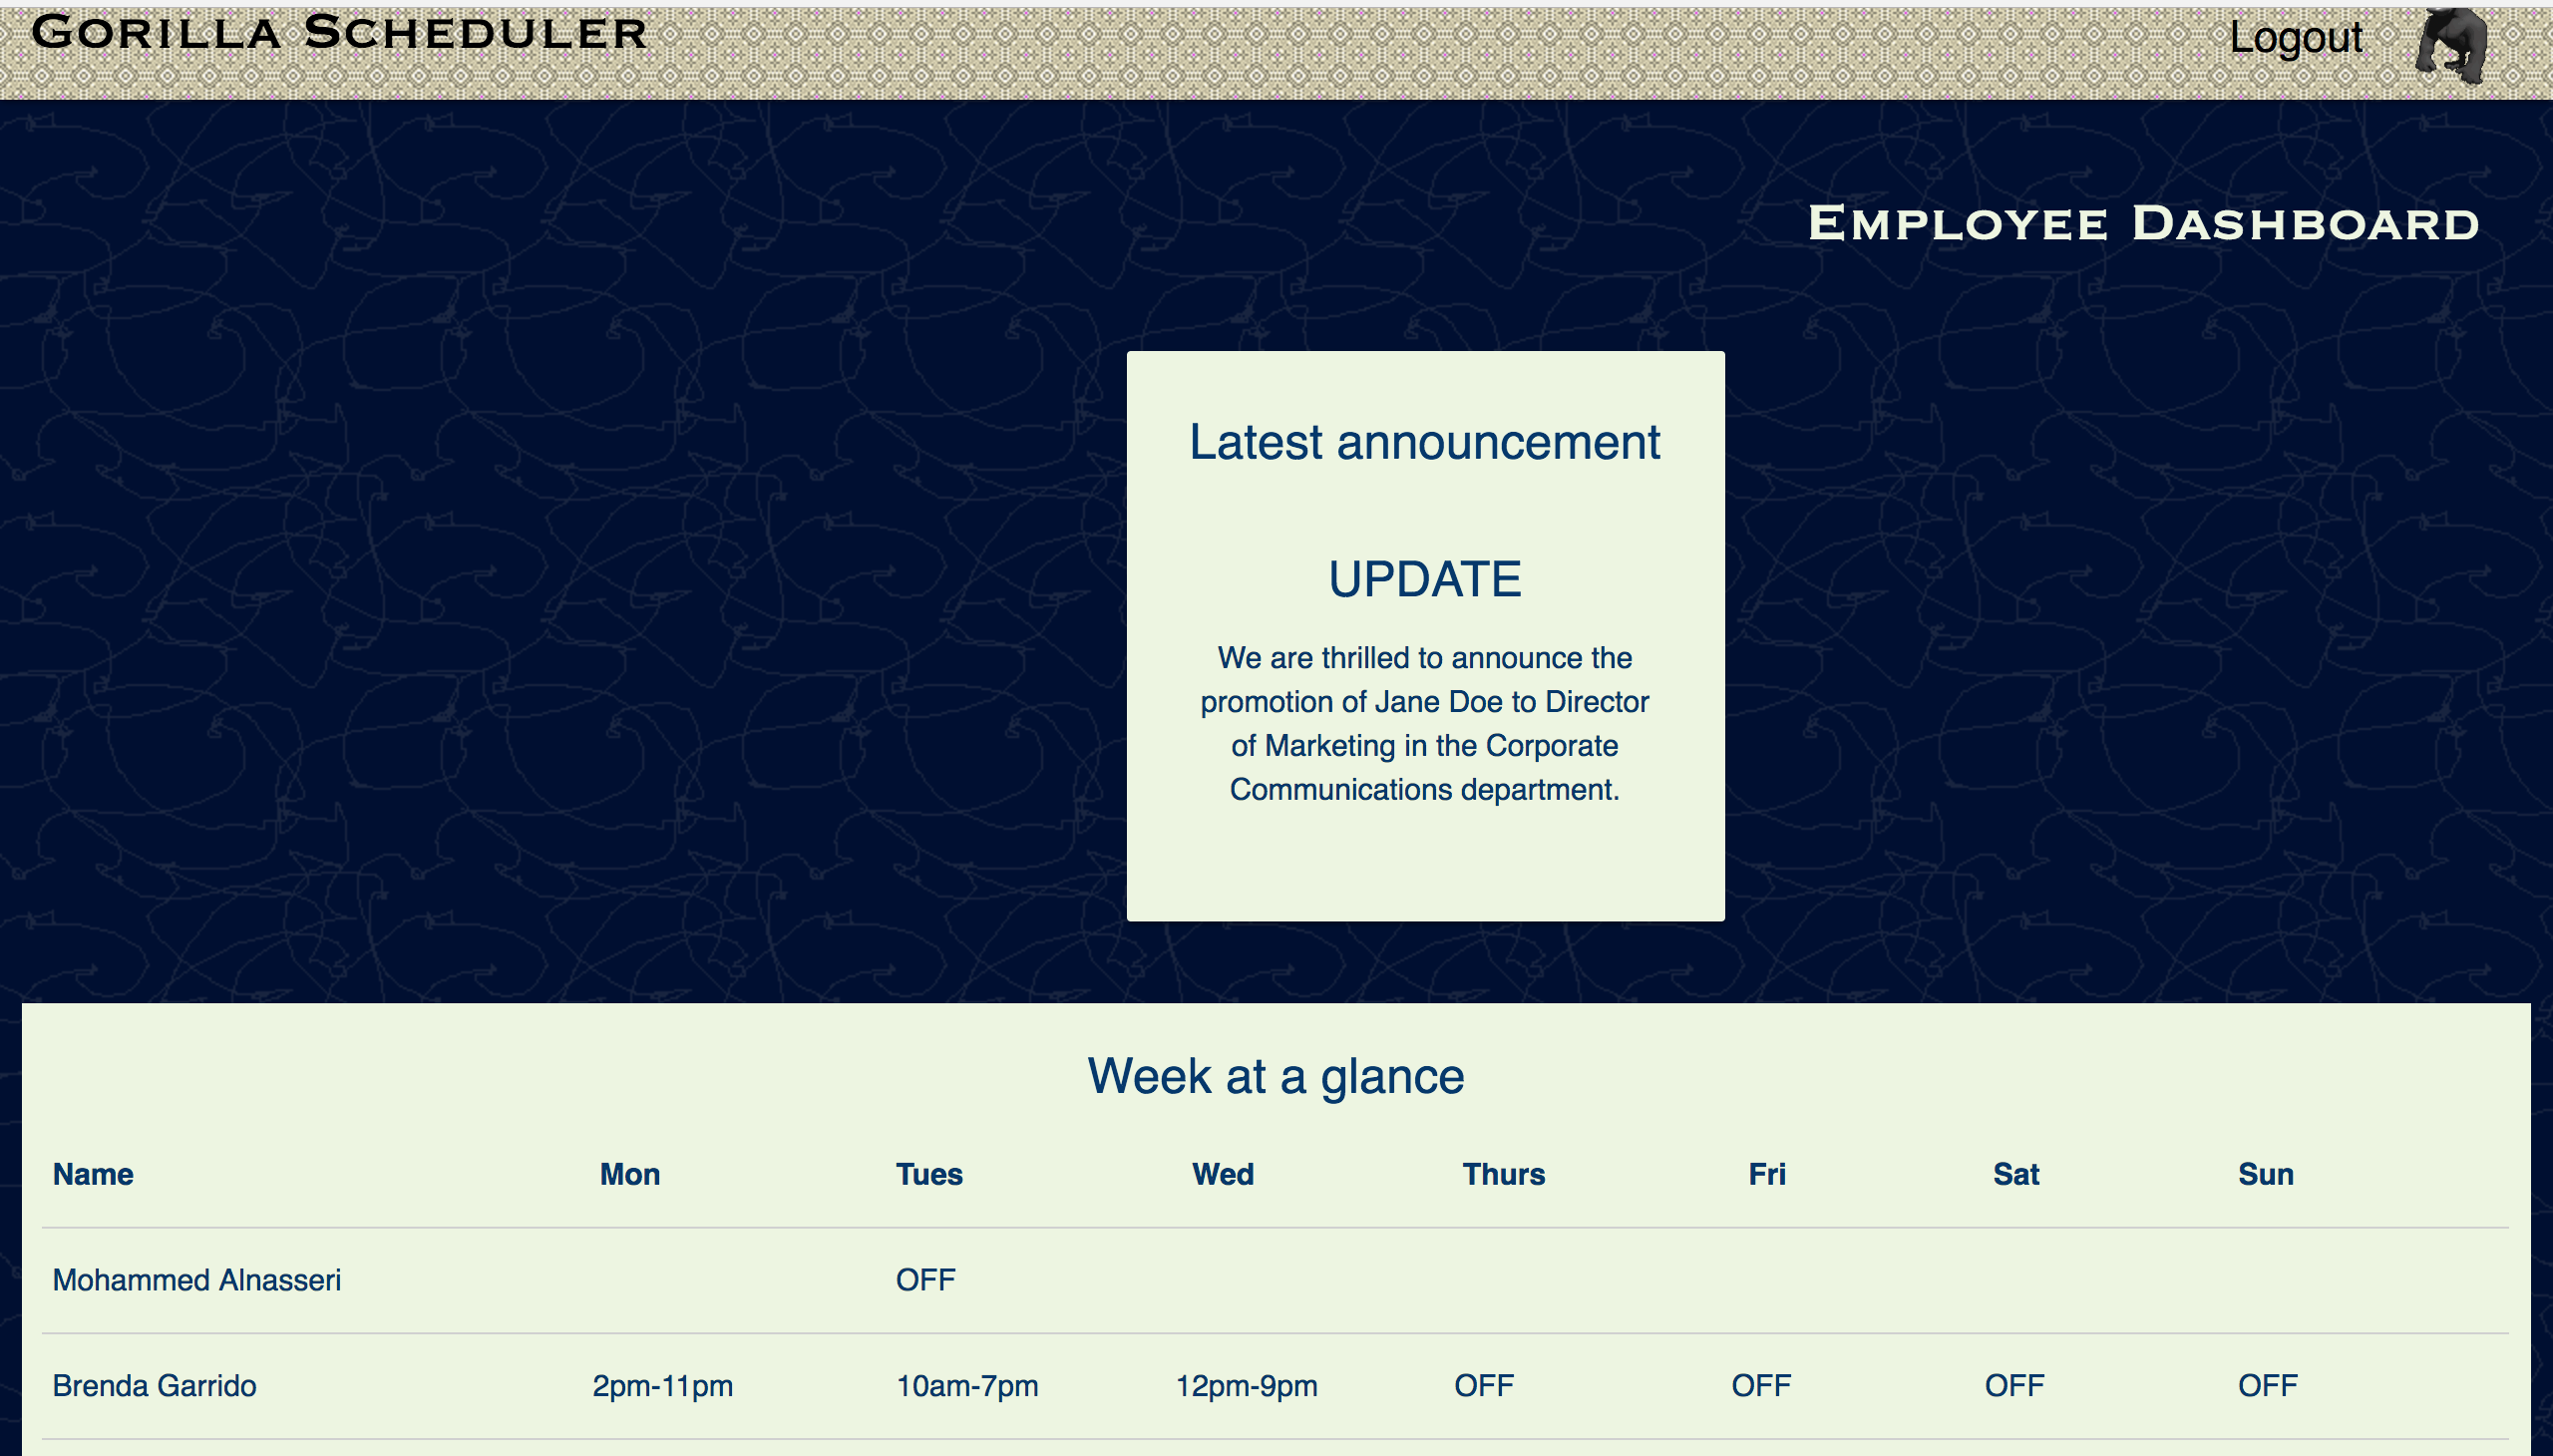 Gorilla Scheduler
Logout
Employee Dashboard
Latest announcement
UPDATE
We are thrilled to announce the
promotion of Jane Doe to Director
of Marketing in the Corporate
Communications department.
Week at a glance
Name Mon Tues Wed Thurs Fri Sat Sun
Mohammed Alnasseri OFF
Brenda Garrido 2pm-11pm 10am-7pm 12pm-9pm OFF OFF OFF OFF